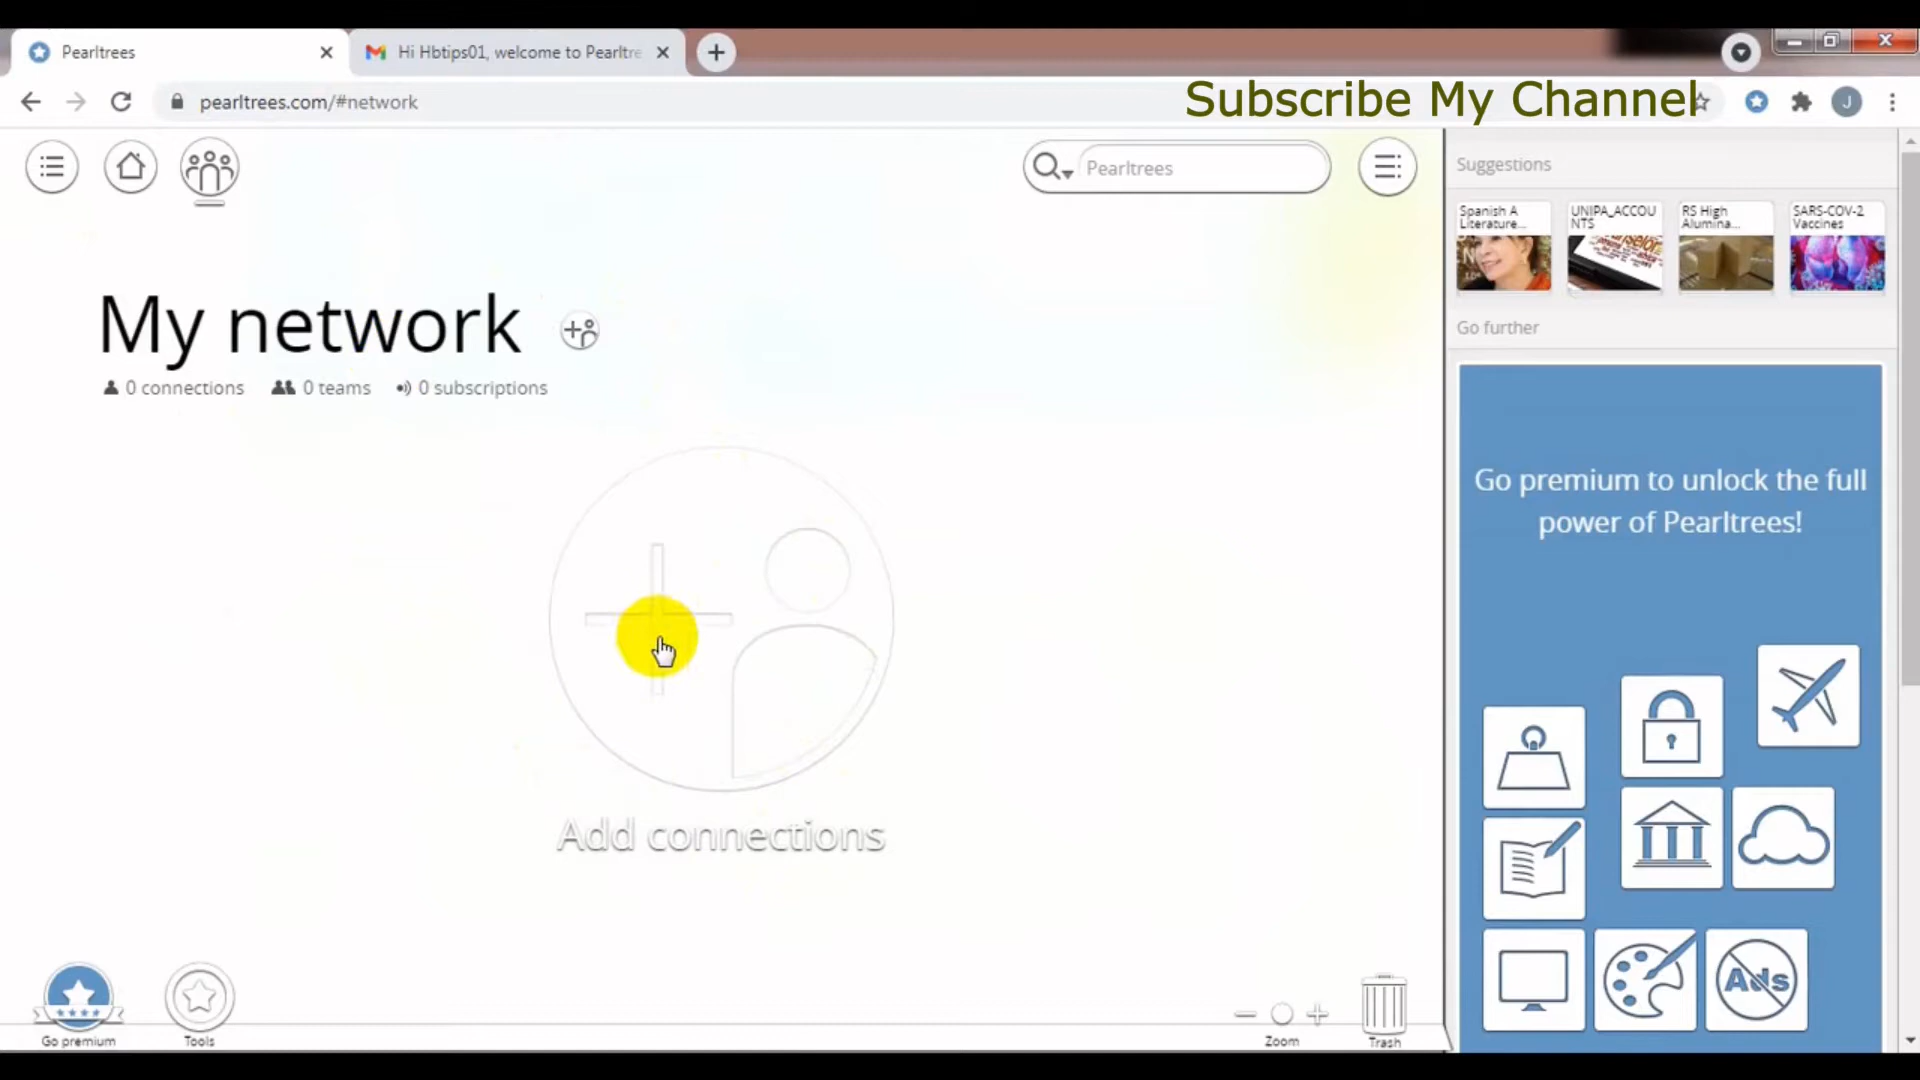 Pearltrees
Hi Hbtips01, welcome to Pearltre
pearltrees.com/#network
Subscribe My Channel
J
Pearltrees
Suggestions
Spanish A
Literature...
UNIPA_ACCOU
NTS
RS High
Alumina...
SARS-COV-2
Vaccines
My network
0 connections
0 teams
0 subscriptions
Go further
Go premium to unlock the full
power of Pearltrees!
Add connections
Ads
Go premium
Tools
Zoom
Trash